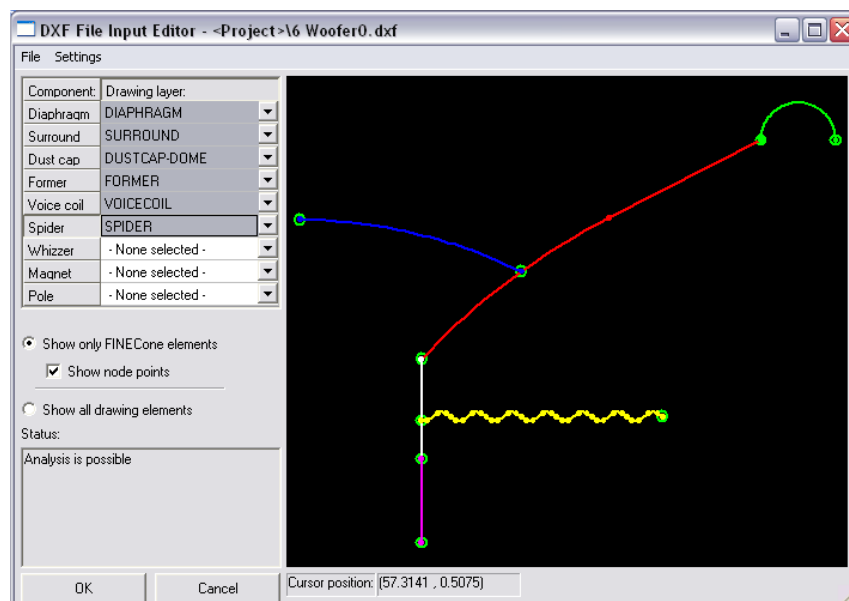 DXF File Input Editor - <Project>\6 Woofer0.dxf
File Settings
Component: Drawing layer:
Diaphragm DIAPHRAGM
Surround SURROUND
Dust cap DUSTCAP-DOME
Former FORMER
Voice coil VOICECOIL
Spider SPIDER
Whizzer - None selected -
Magnet - None selected -
Pole - None selected -
Show only FINECone elements
Show node points
Show all drawing elements
Status:
Analysis is possible
OK Cancel Cursor position: (57.3141 , 0.5075)